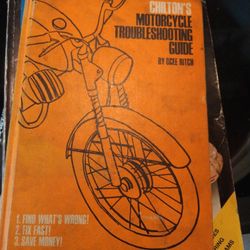 CHILTON'S
MOTORCYCLE
TROUBLESHOOTING
GUIDE
BY OCEE RITCH
1. FIND WHAT'S WRONG!
2. FIX FAST!
3. SAVE MONEY!